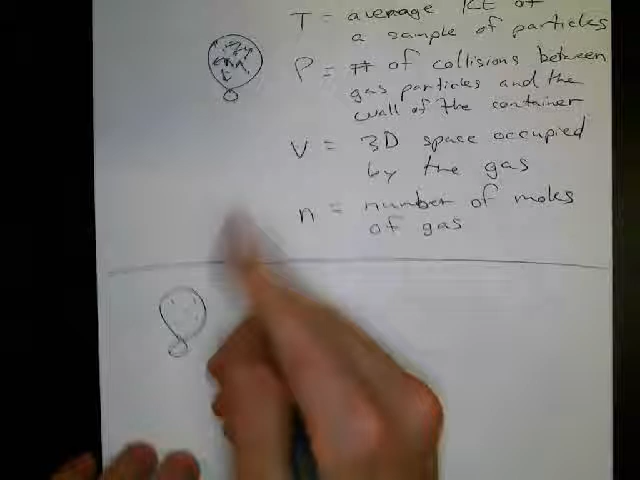 T = average KE of
a sample of particles
P = # of collisions between
gas particles and the
wall of the container
V = 3D space occupied
by the gas
n = number of moles
of gas